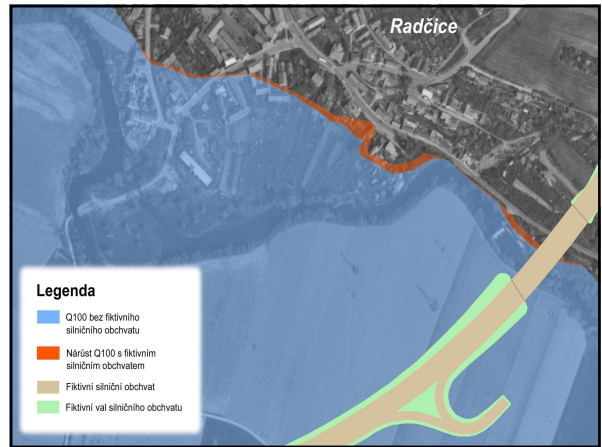 Radčice
Legenda
Q100 bez fiktivního
silničního obchvatu
Nárůst Q100 s fiktivním
silničním obchvatem
Fiktivní silniční obchvat
Fiktivní val silničního obchvatu